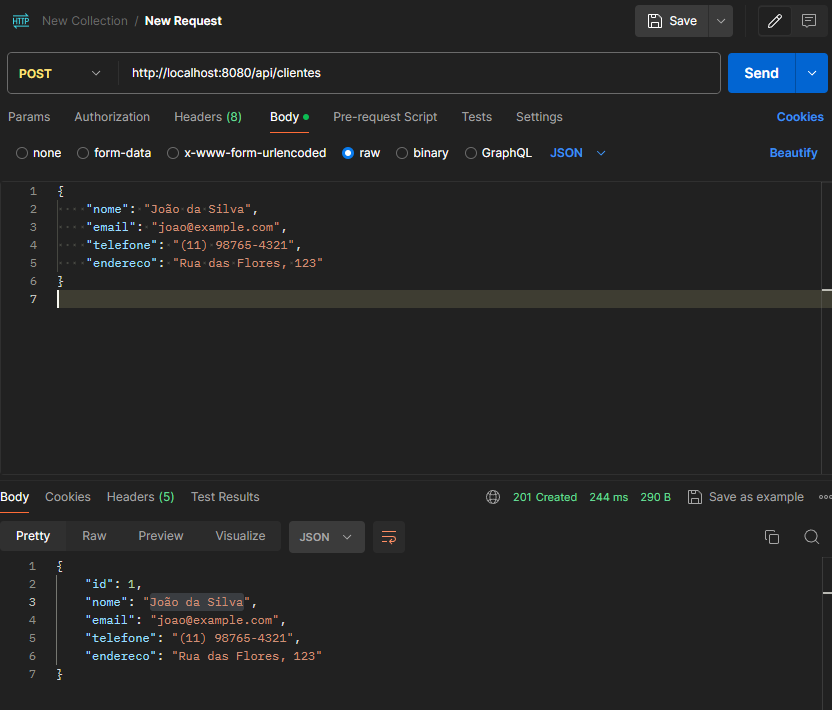 HTTP New Collection / New Request Save
POST http://localhost:8080/api/clientes Send
Params Authorization Headers (8) Body Pre-request Script Tests Settings Cookies
none form-data x-www-form-urlencoded raw binary GraphQL JSON Beautify
1 {
2 "nome": "João da Silva",
3 "email": "joao@example.com",
4 "telefone": "(11) 98765-4321",
5 "endereco": "Rua das Flores, 123"
6 }
7
Body Cookies Headers (5) Test Results 201 Created 244 ms 290 B Save as example
Pretty Raw Preview Visualize JSON
1 {
2 "id": 1,
3 "nome": "João da Silva",
4 "email": "joao@example.com",
5 "telefone": "(11) 98765-4321",
6 "endereco": "Rua das Flores, 123"
7 }